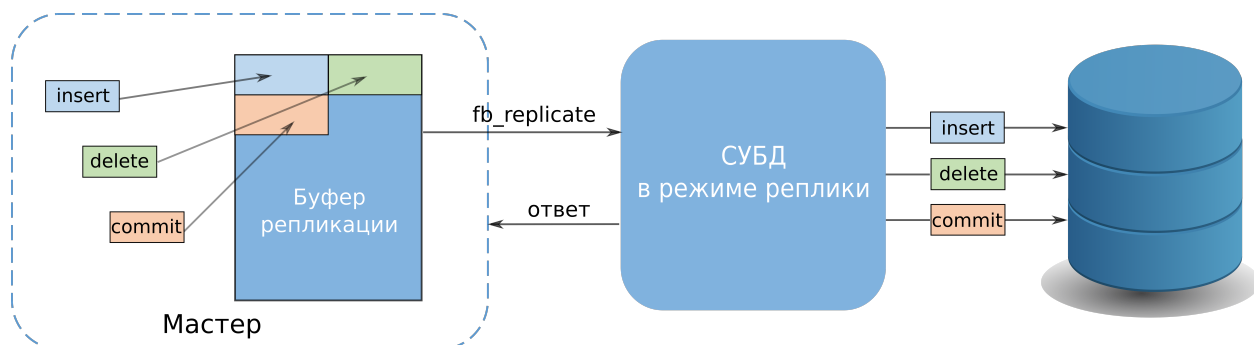 insert
delete
commit
Буфер
репликации
Мастер
fb_replicate
ответ
СУБД
в режиме реплики
insert
delete
commit